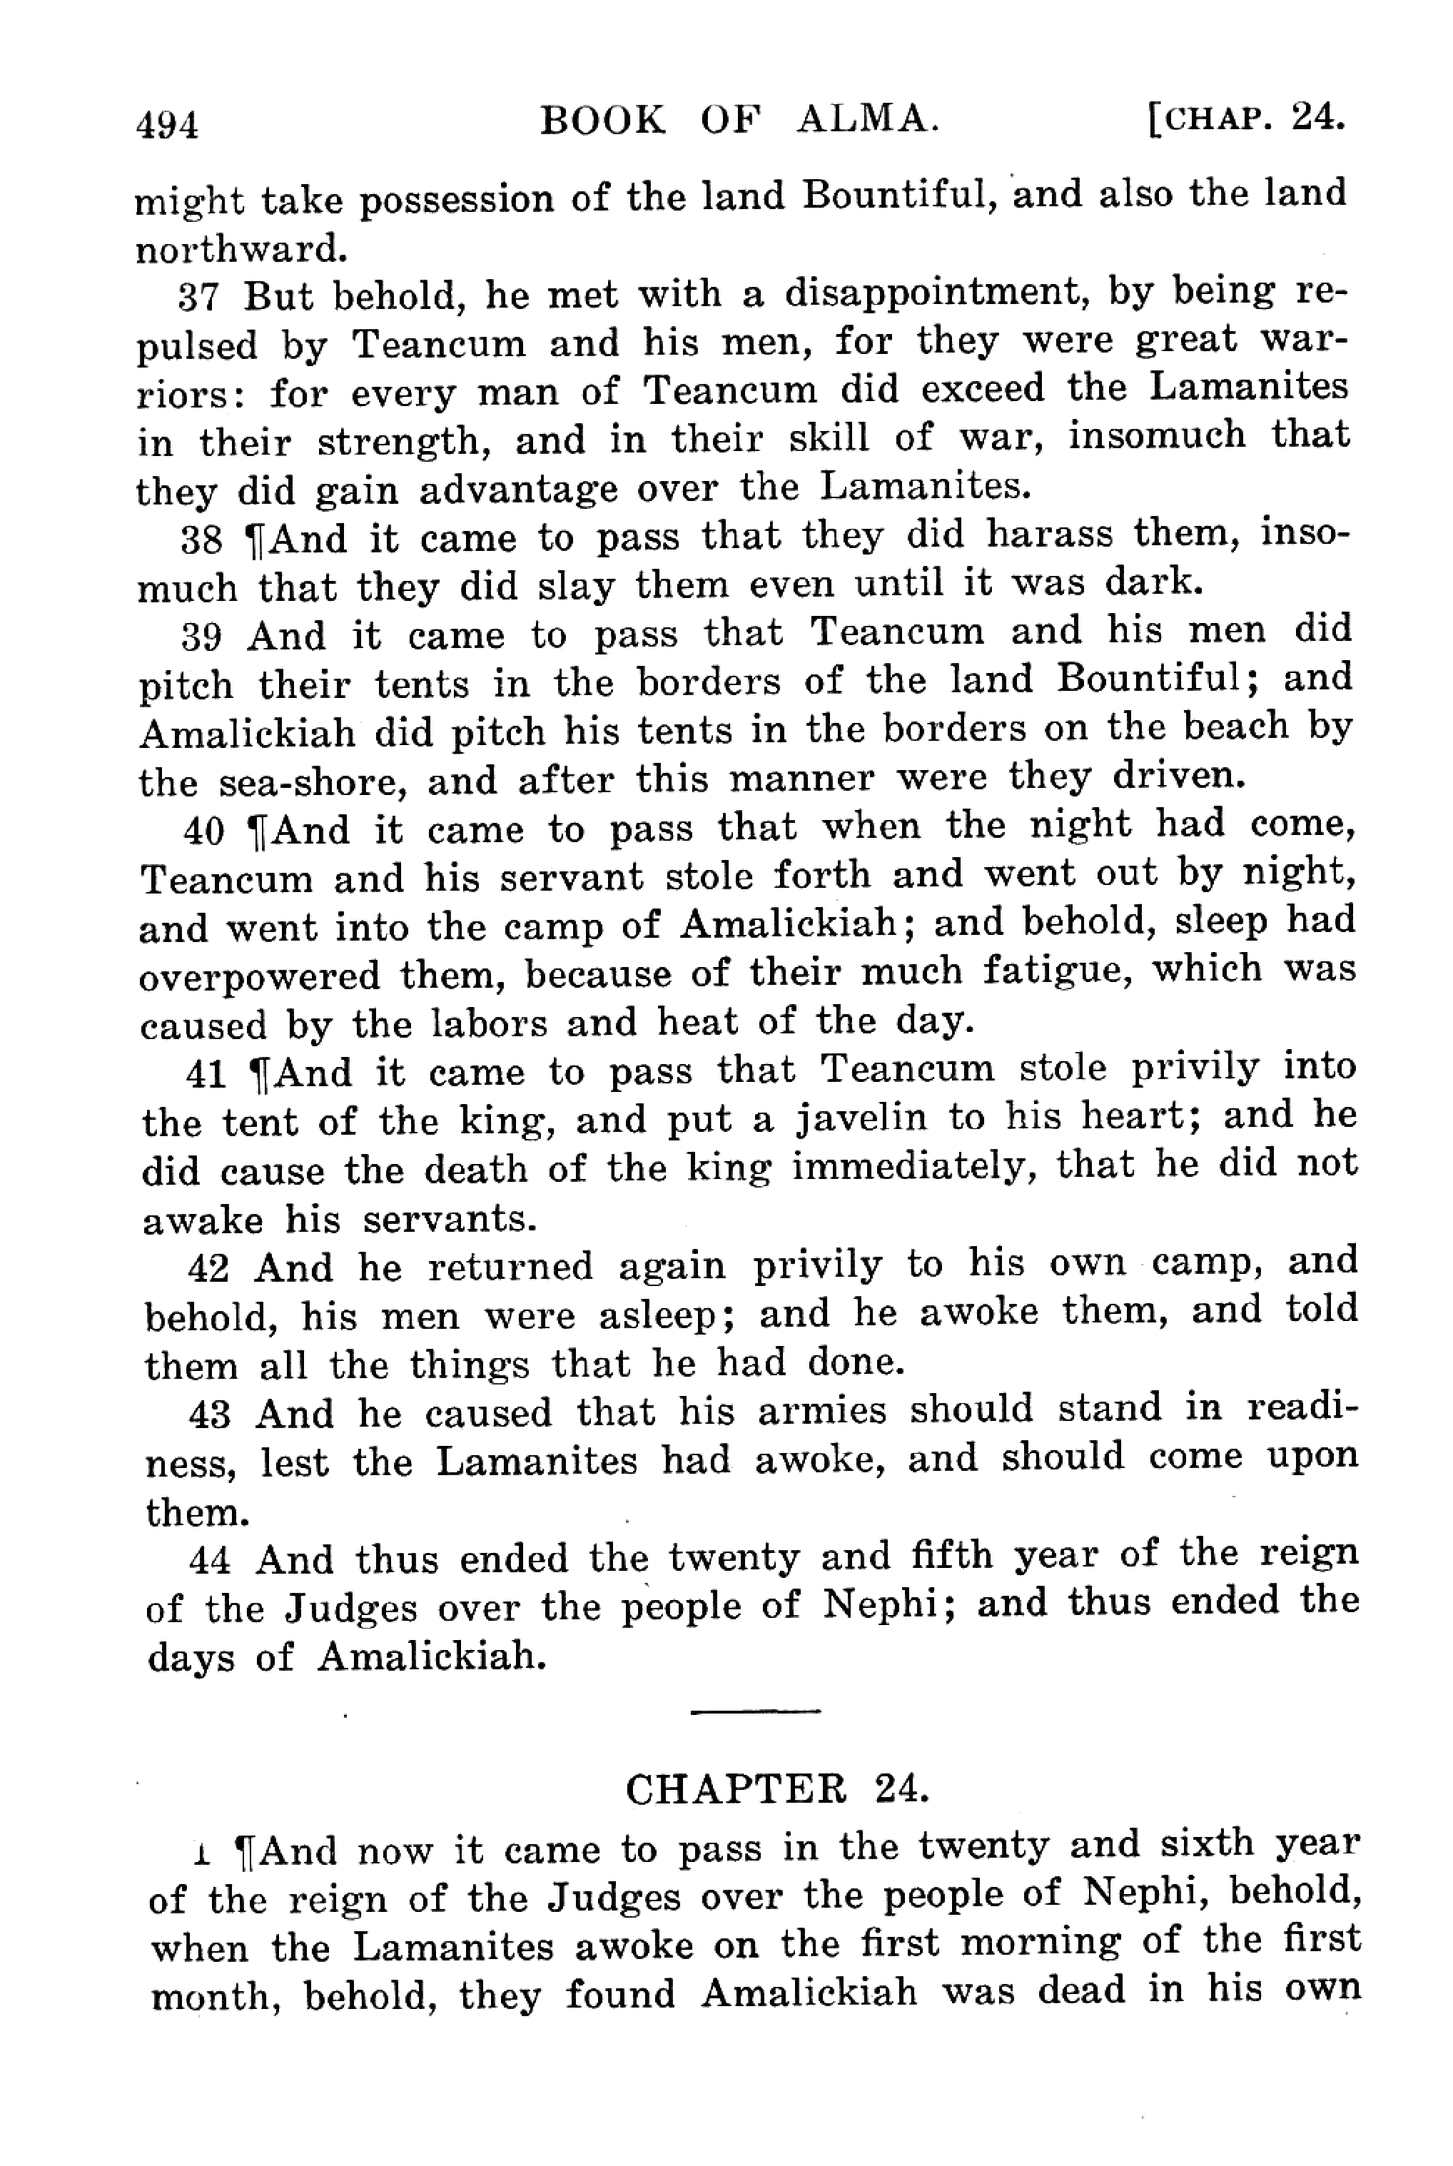 494 BOOK OF ALMA. [CHAP. 24.
might take possession of the land Bountiful, and also the land
northward.
37 But behold, he met with a disappointment, by being re-
pulsed by Teancum and his men, for they were great war-
riors: for every man of Teancum did exceed the Lamanites
in their strength, and in their skill of war, insomuch that
they did gain advantage over the Lamanites.
38 ¶And it came to pass that they did harass them, inso-
much that they did slay them even until it was dark.
39 And it came to pass that Teancum and his men did
pitch their tents in the borders of the land Bountiful; and
Amalickiah did pitch his tents in the borders on the beach by
the sea-shore, and after this manner were they driven.
40 ¶And it came to pass that when the night had come,
Teancum and his servant stole forth and went out by night,
and went into the camp of Amalickiah; and behold, sleep had
overpowered them, because of their much fatigue, which was
caused by the labors and heat of the day.
41 ¶And it came to pass that Teancum stole privily into
the tent of the king, and put a javelin to his heart; and he
did cause the death of the king immediately, that he did not
awake his servants.
42 And he returned again privily to his own camp, and
behold, his men were asleep; and he awoke them, and told
them all the things that he had done.
43 And he caused that his armies should stand in readi-
ness, lest the Lamanites had awoke, and should come upon
them.
44 And thus ended the twenty and fifth year of the reign
of the Judges over the people of Nephi; and thus ended the
days of Amalickiah.
CHAPTER 24.
1 ¶And now it came to pass in the twenty and sixth year
of the reign of the Judges over the people of Nephi, behold,
when the Lamanites awoke on the first morning of the first
month, behold, they found Amalickiah was dead in his own